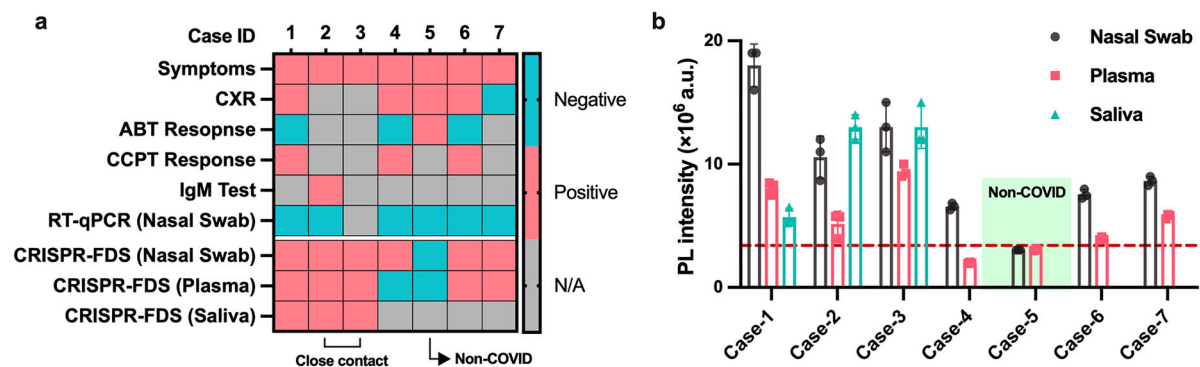 a
Case ID 1 2 3 4 5 6 7
Symptoms
CXR
ABT Resopnse
CCPT Response
IgM Test
RT-qPCR (Nasal Swab)
CRISPR-FDS (Nasal Swab)
CRISPR-FDS (Plasma)
CRISPR-FDS (Saliva)
Negative
Positive
N/A
Close contact
Non-COVID
b
PL intensity (×10⁶ a.u.)
20
10
0
Nasal Swab
Plasma
Saliva
Non-COVID
Case-1
Case-2
Case-3
Case-4
Case-5
Case-6
Case-7